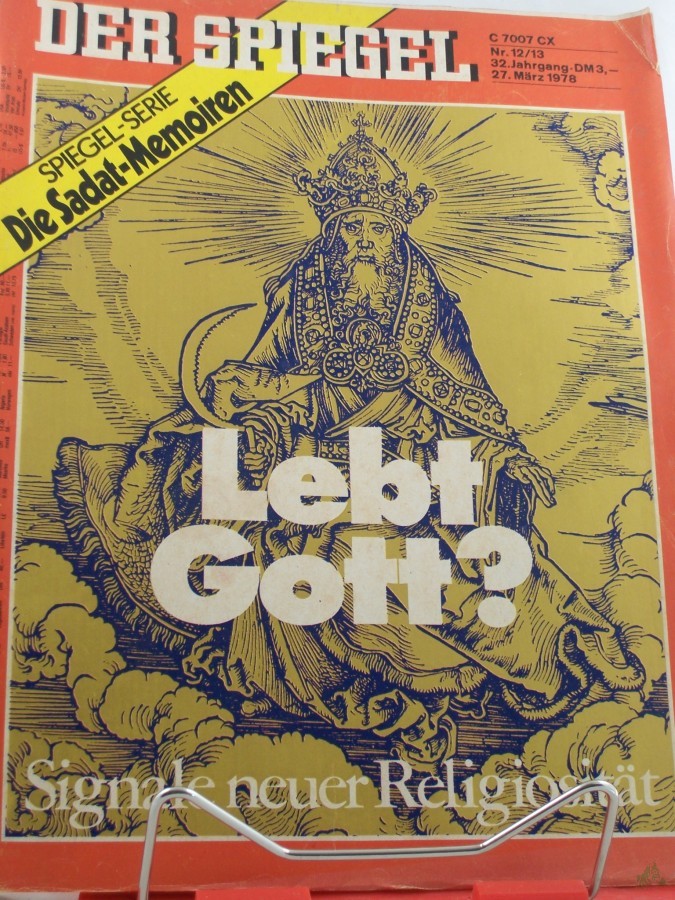 DER SPIEGEL
C 7007 CX
Nr. 12/13
32. Jahrgang · DM 3,–
27. März 1978
SPIEGEL-SERIE
Die Sadat-Memoiren
Lebt
Gott?
Signale neuer Religiosität